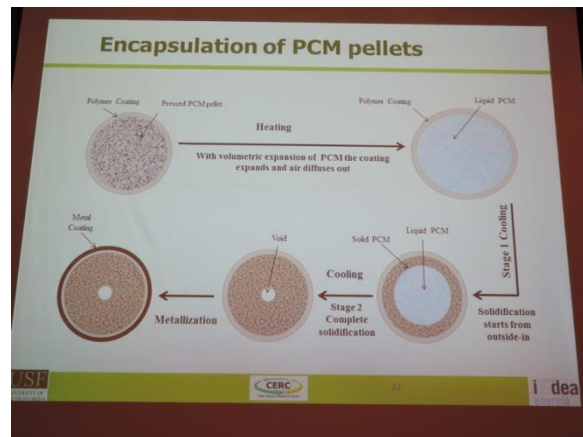 Encapsulation of PCM pellets
Polymer Coating
Pressed PCM pellet
Polymer Coating
Liquid PCM
Heating
With volumetric expansion of PCM the coating
expands and air diffuses out
Stage 1 Cooling
Metal
Coating
Void
Solid PCM
Liquid PCM
Cooling
Stage 2
Complete
solidification
Metallization
Solidification
starts from
outside-in
USF
CERC
22
energia